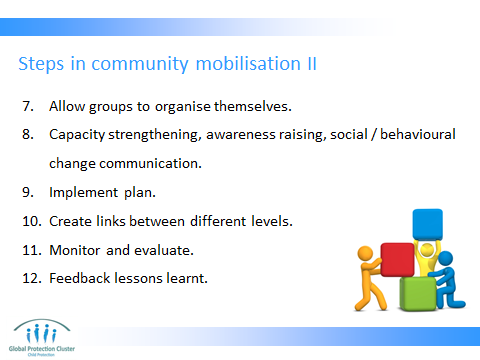 Steps in community mobilisation II
7. Allow groups to organise themselves.
8. Capacity strengthening, awareness raising, social / behavioural
change communication.
9. Implement plan.
10. Create links between different levels.
11. Monitor and evaluate.
12. Feedback lessons learnt.
Global Protection Cluster
Child Protection